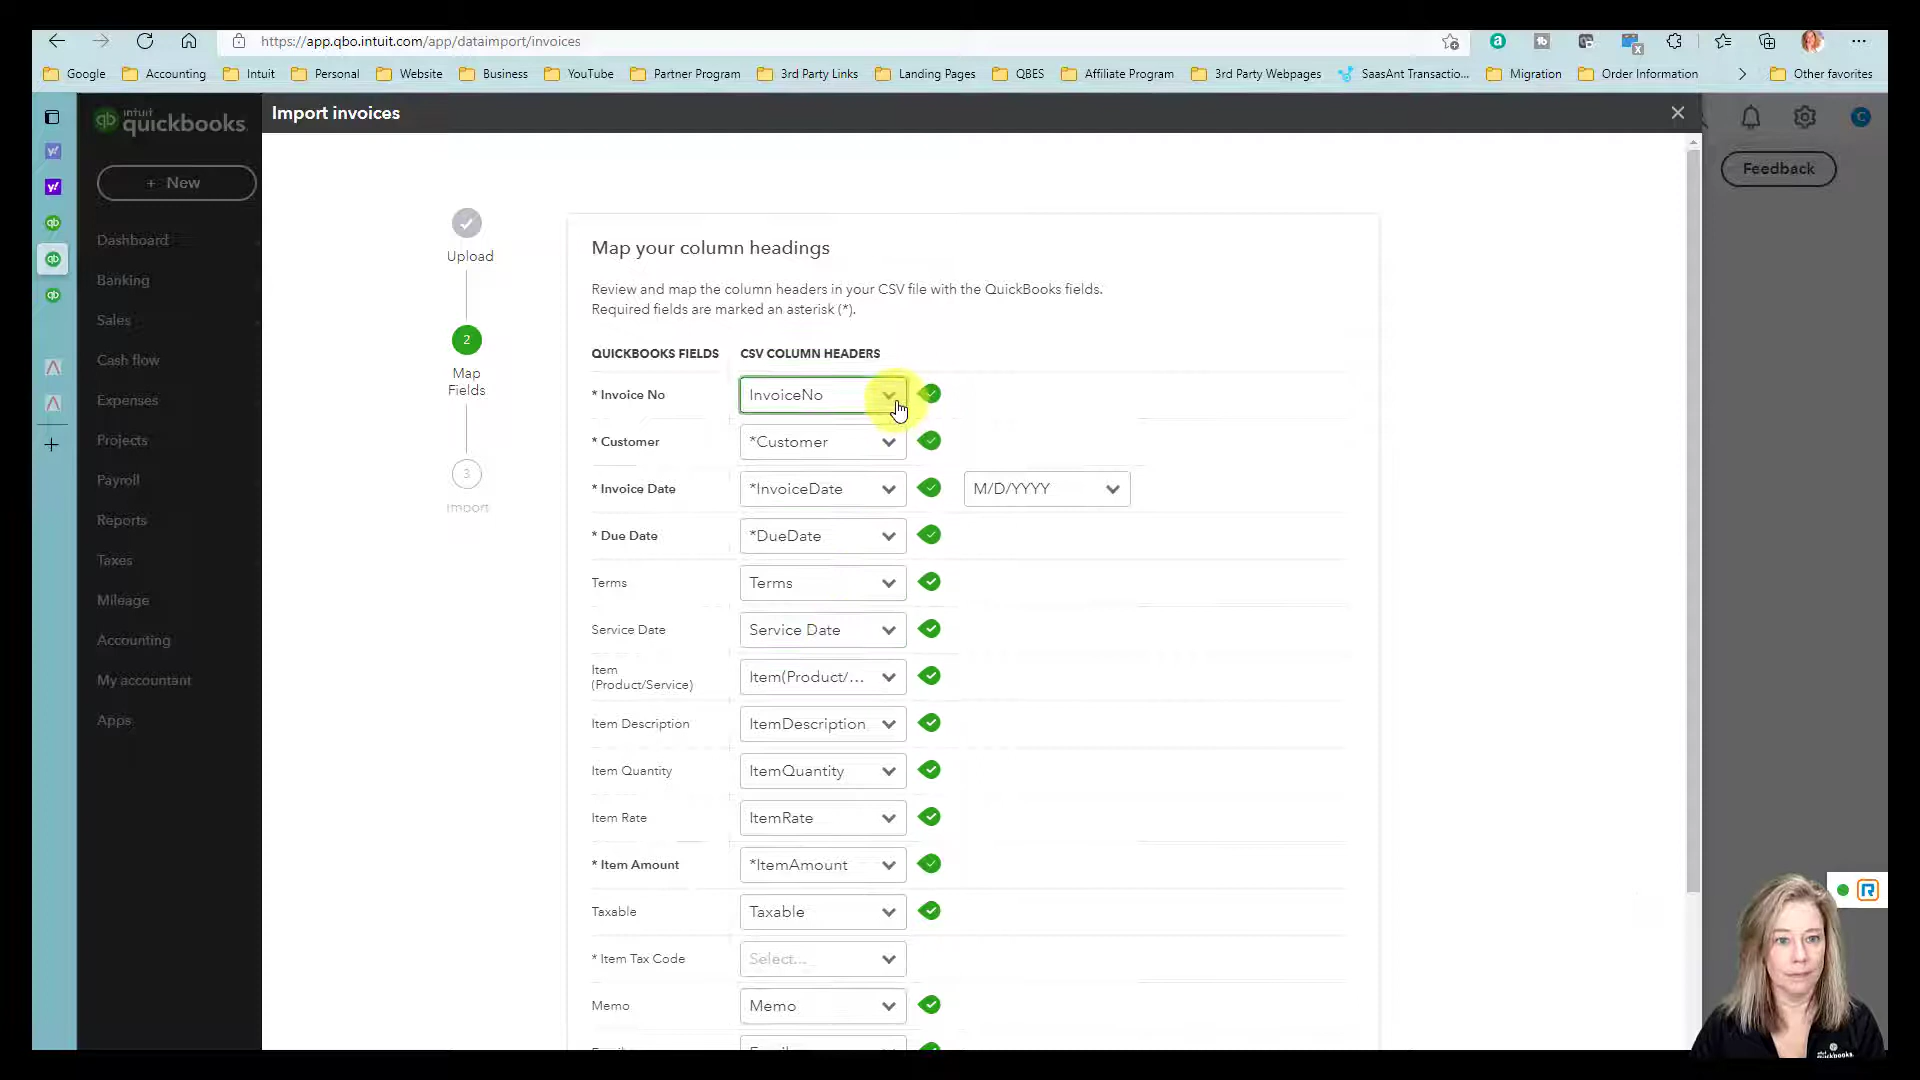 https://app.qbo.intuit.com/app/dataimport/invoices
Google
Accounting
Intuit
Personal
Website
Business
YouTube
Partner Program
3rd Party Links
Landing Pages
QBES
Affiliate Program
3rd Party Webpages
SaasAnt Transactio...
Migration
Order Information
Other favorites
intuit
quickbooks.
Import invoices
C
Feedback
+ New
Dashboard
Banking
Sales
Cash flow
Expenses
Projects
Payroll
Reports
Taxes
Mileage
Accounting
My accountant
Apps
Upload
2
Map
Fields
3
Import
Map your column headings
Review and map the column headers in your CSV file with the QuickBooks fields.
Required fields are marked an asterisk (*).
QUICKBOOKS FIELDS CSV COLUMN HEADERS
* Invoice No InvoiceNo
* Customer *Customer
* Invoice Date *InvoiceDate M/D/YYYY
* Due Date *DueDate
Terms Terms
Service Date Service Date
Item
(Product/Service) Item(Product/...
Item Description ItemDescription
Item Quantity ItemQuantity
Item Rate ItemRate
* Item Amount *ItemAmount
Taxable Taxable
* Item Tax Code Select...
Memo Memo
quickbooks.